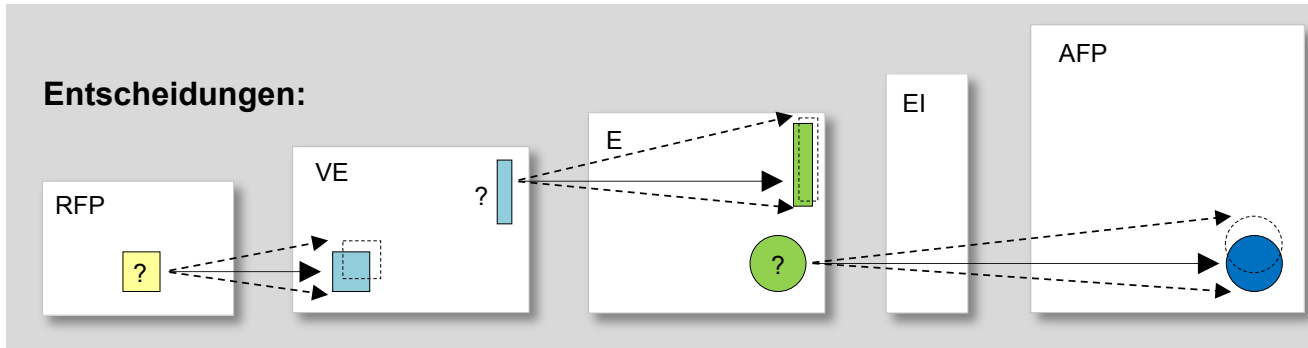 Entscheidungen:
RFP
?
VE
?
E
?
EI
AFP